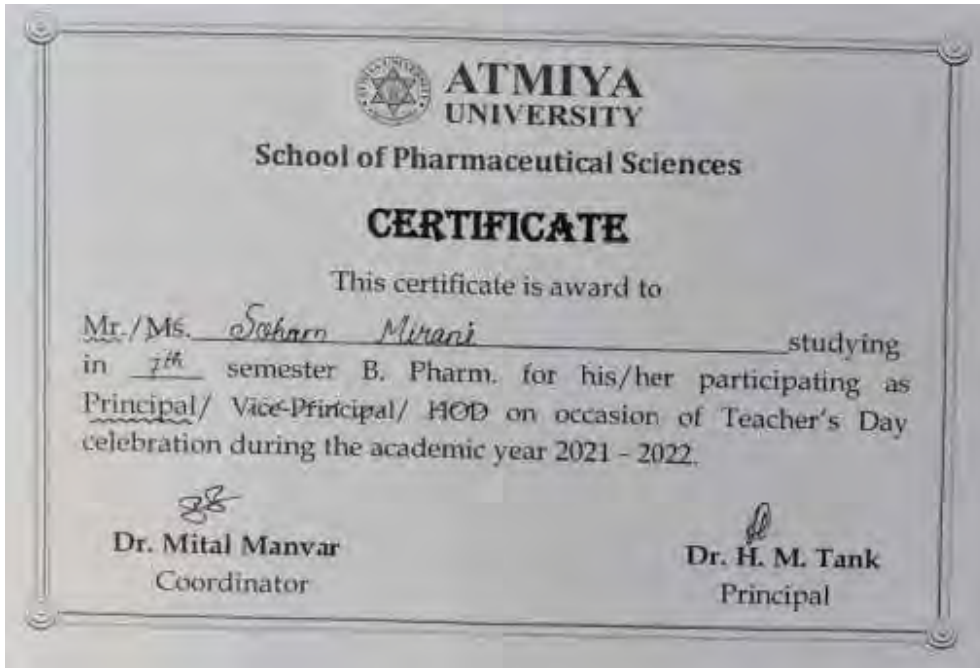 ATMIYA
UNIVERSITY
School of Pharmaceutical Sciences
CERTIFICATE
This certificate is award to
Mr./Ms. Mirani studying
in 7th semester B. Pharm. for his/her participating as
Principal/ Vice-Principal/ HOD on occasion of Teacher's Day
celebration during the academic year 2021 - 2022.
Dr. Mital Manvar
Coordinator
Dr. H. M. Tank
Principal